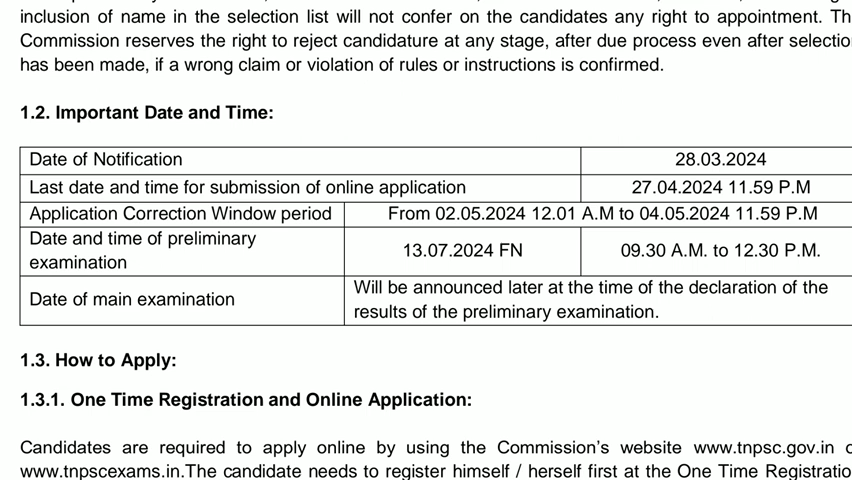 inclusion of name in the selection list will not confer on the candidates any right to appointment.
Commission reserves the right to reject candidature at any stage, after due process even after
has been made, if a wrong claim or violation of rules or instructions is confirmed.
1.2. Important Date and Time:
Date of Notification 28.03.2024
Last date and time for submission of online application 27.04.2024 11.59 P.M
Application Correction Window period From 02.05.2024 12.01 A.M to 04.05.2024 11.59 P.M
Date and time of preliminary
examination 13.07.2024 FN 09.30 A.M. to 12.30 P.M.
Date of main examination Will be announced later at the time of the declaration of the
results of the preliminary examination.
1.3. How to Apply:
1.3.1. One Time Registration and Online Application:
Candidates are required to apply online by using the Commission's website www.tnpsc.gov.in
www.tnpscexams.in.The candidate needs to register himself / herself first at the One Time